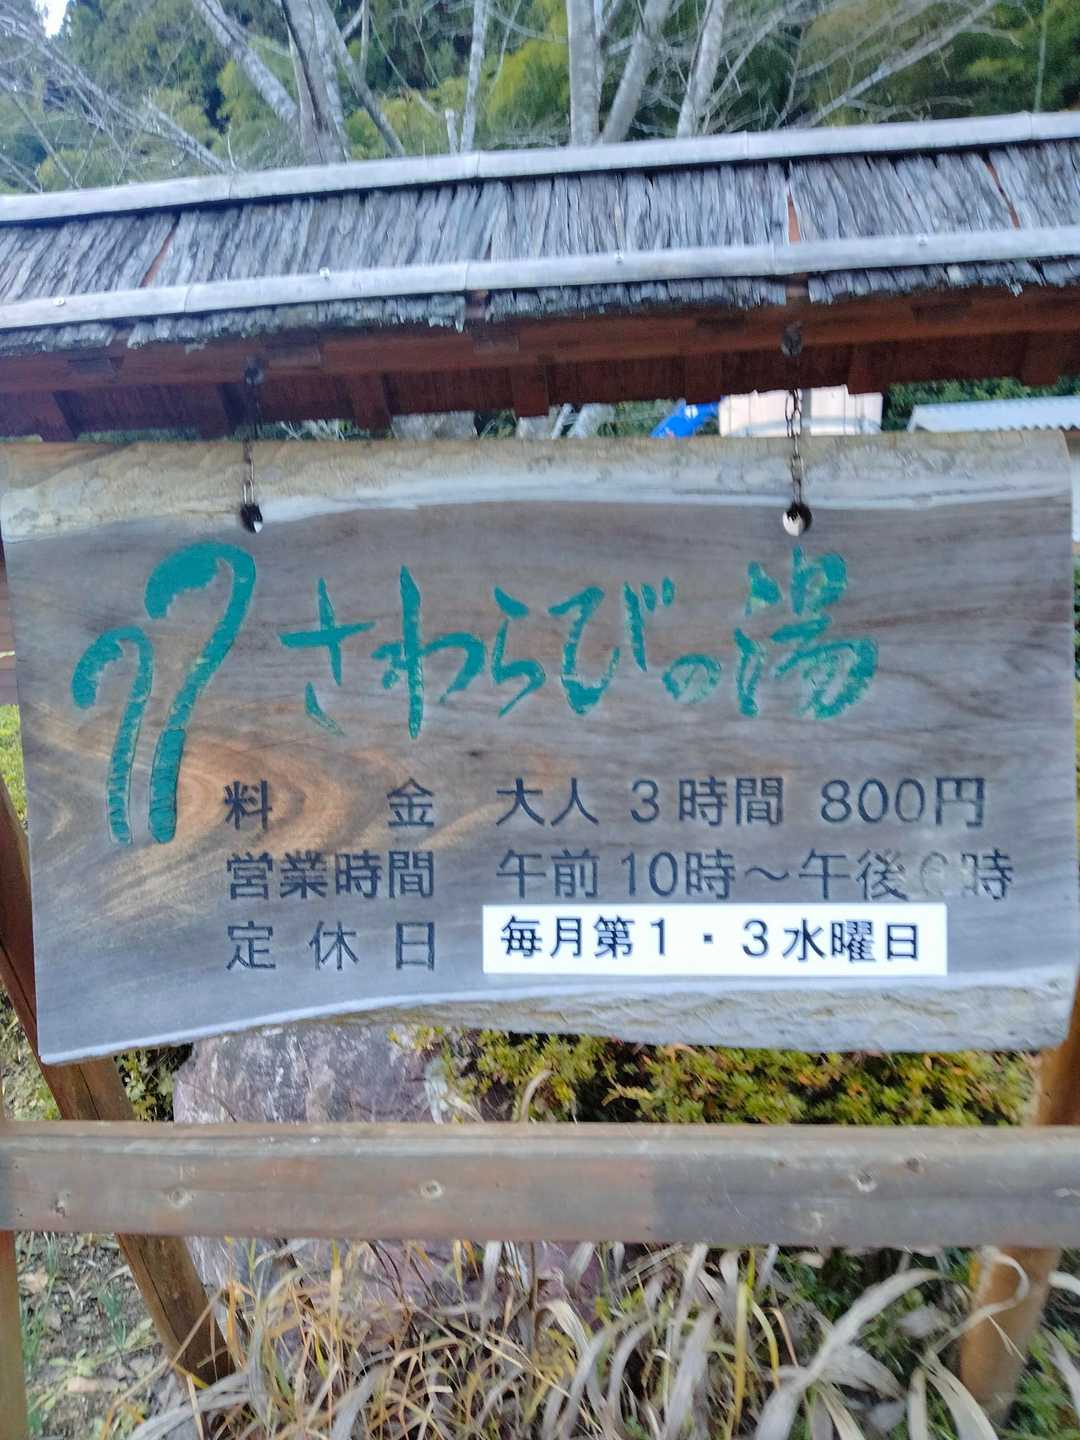 さわらびの湯
料金 大人 3時間 800円
営業時間 午前10時～午後6時
定休日 毎月第1・3水曜日